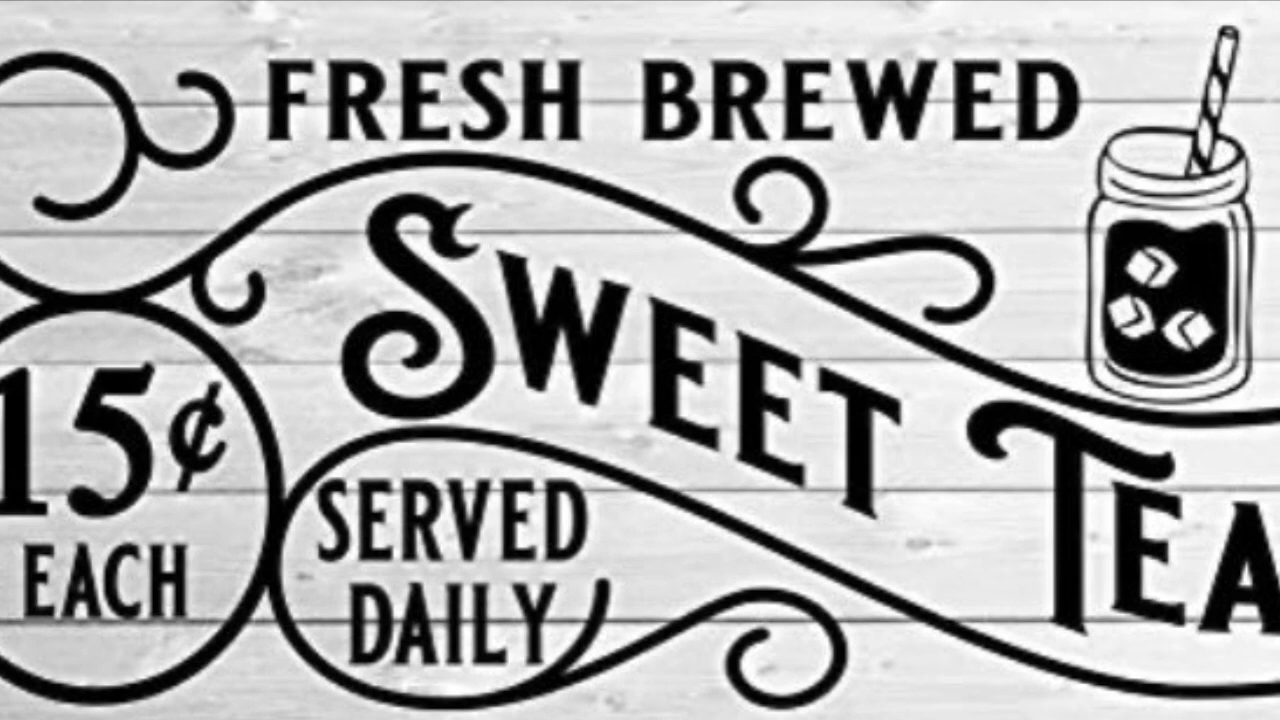 FRESH BREWED
SWEET TEA
15¢
EACH
SERVED
DAILY